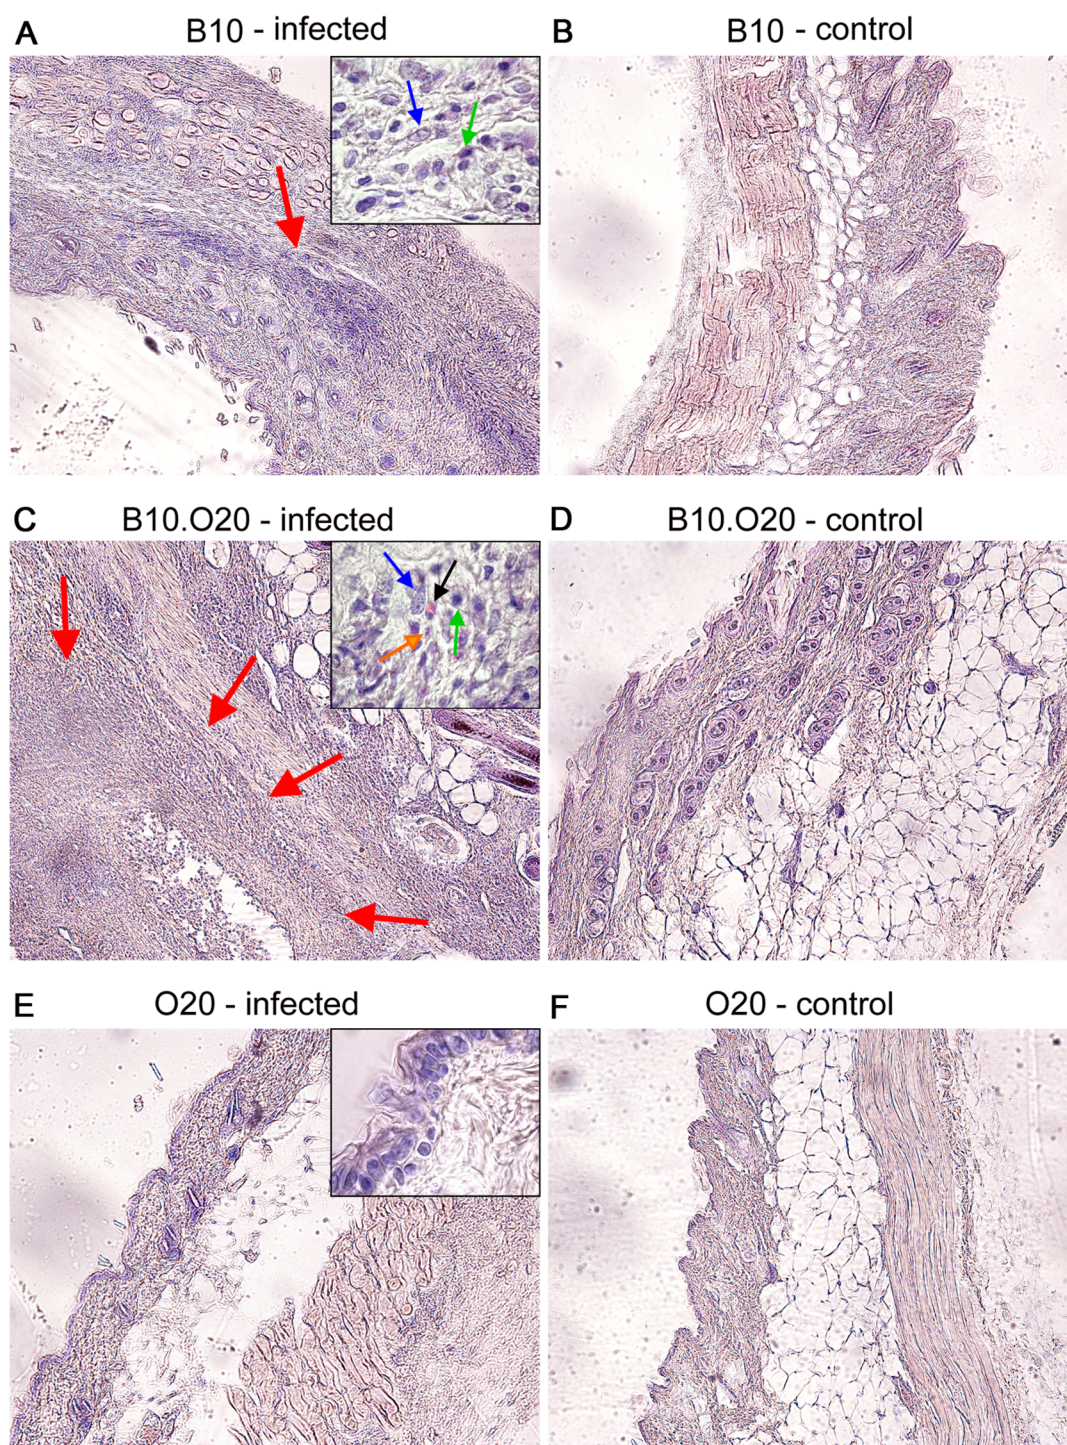 A B10 - infected
B B10 - control
C B10.O20 - infected
D B10.O20 - control
E O20 - infected
F O20 - control